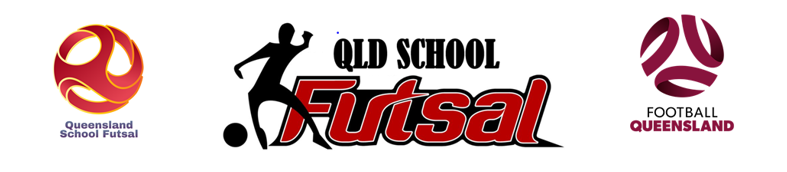 Queensland
School Futsal
QLD SCHOOL
Futsal
FOOTBALL
QUEENSLAND